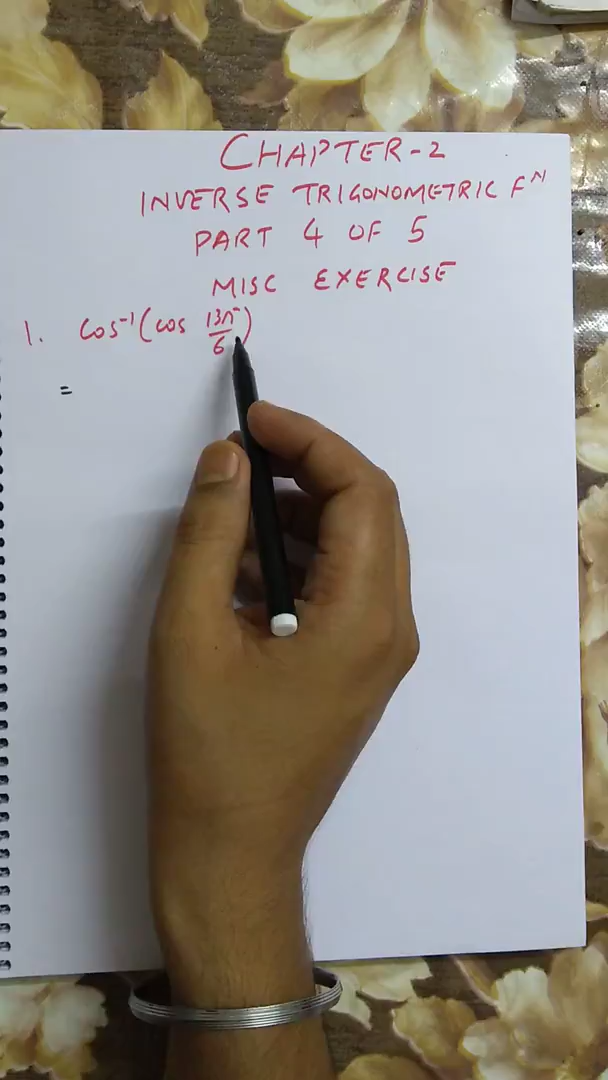 CHAPTER-2
INVERSE TRIGONOMETRIC Fᴺ
PART 4 OF 5
MISC EXERCISE
1. cos⁻¹(cos 13π/6)
=